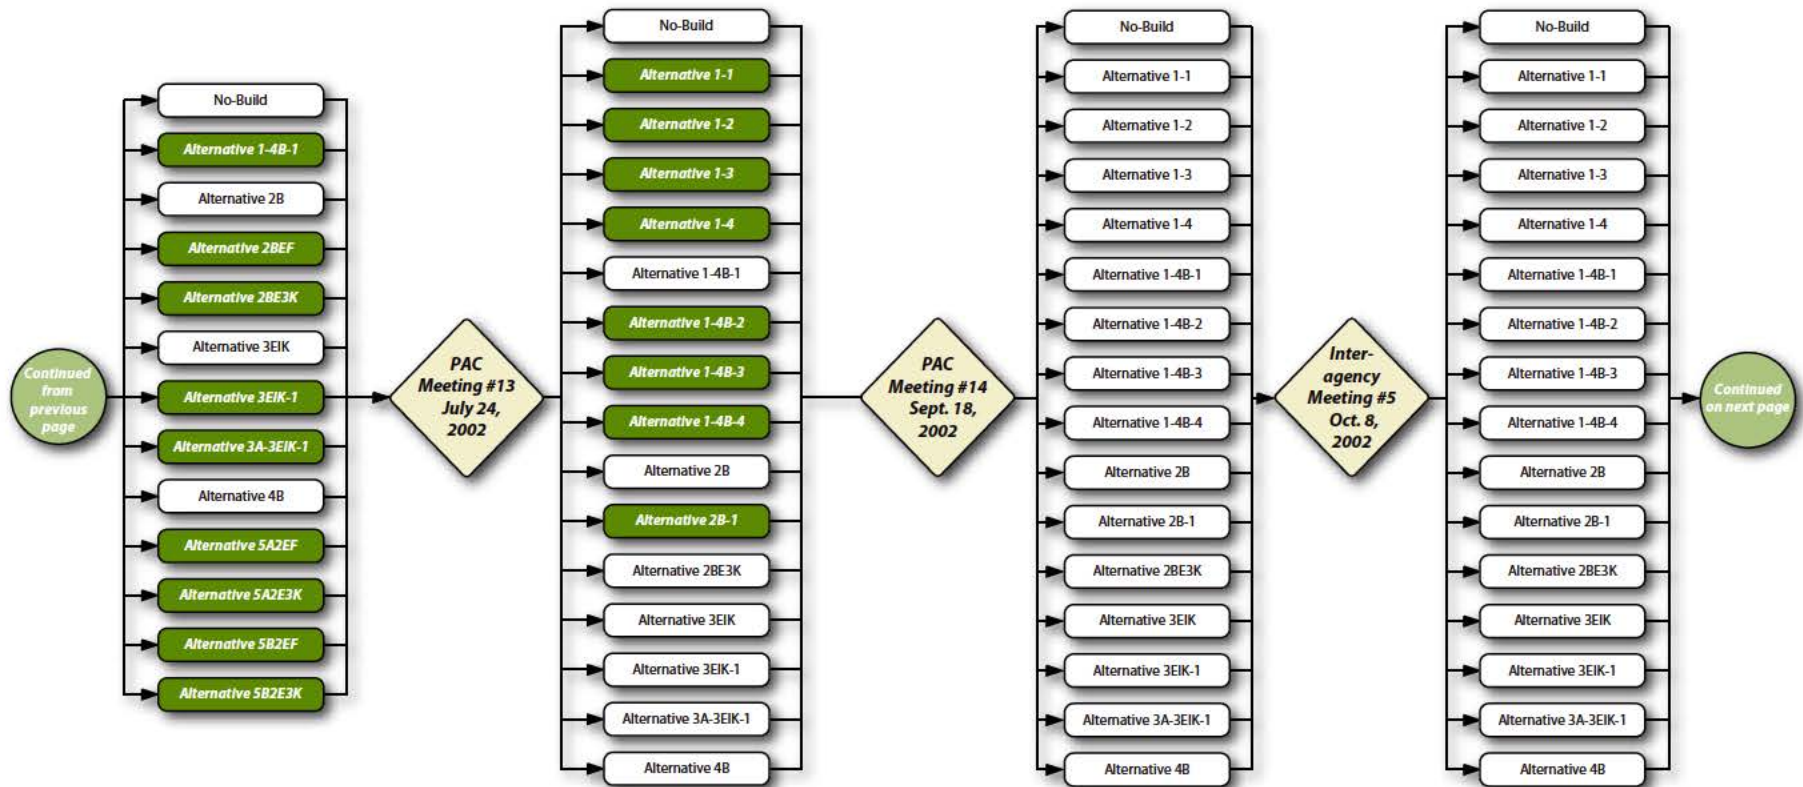 Continued
from
previous
page
No-Build
Alternative 1-4B-1
Alternative 2B
Alternative 2BEF
Alternative 2BE3K
Alternative 3EIK
Alternative 3EIK-1
Alternative 3A-3EIK-1
Alternative 4B
Alternative 5A2EF
Alternative 5A2E3K
Alternative 5B2EF
Alternative 5B2E3K
PAC
Meeting #13
July 24,
2002
No-Build
Alternative 1-1
Alternative 1-2
Alternative 1-3
Alternative 1-4
Alternative 1-4B-1
Alternative 1-4B-2
Alternative 1-4B-3
Alternative 1-4B-4
Alternative 2B
Alternative 2B-1
Alternative 2BE3K
Alternative 3EIK
Alternative 3EIK-1
Alternative 3A-3EIK-1
Alternative 4B
PAC
Meeting #14
Sept. 18,
2002
No-Build
Alternative 1-1
Alternative 1-2
Alternative 1-3
Alternative 1-4
Alternative 1-4B-1
Alternative 1-4B-2
Alternative 1-4B-3
Alternative 1-4B-4
Alternative 2B
Alternative 2B-1
Alternative 2BE3K
Alternative 3EIK
Alternative 3EIK-1
Alternative 3A-3EIK-1
Alternative 4B
Inter-
agency
Meeting #5
Oct. 8,
2002
No-Build
Alternative 1-1
Alternative 1-2
Alternative 1-3
Alternative 1-4
Alternative 1-4B-1
Alternative 1-4B-2
Alternative 1-4B-3
Alternative 1-4B-4
Alternative 2B
Alternative 2B-1
Alternative 2BE3K
Alternative 3EIK
Alternative 3EIK-1
Alternative 3A-3EIK-1
Alternative 4B
Continued
on next page